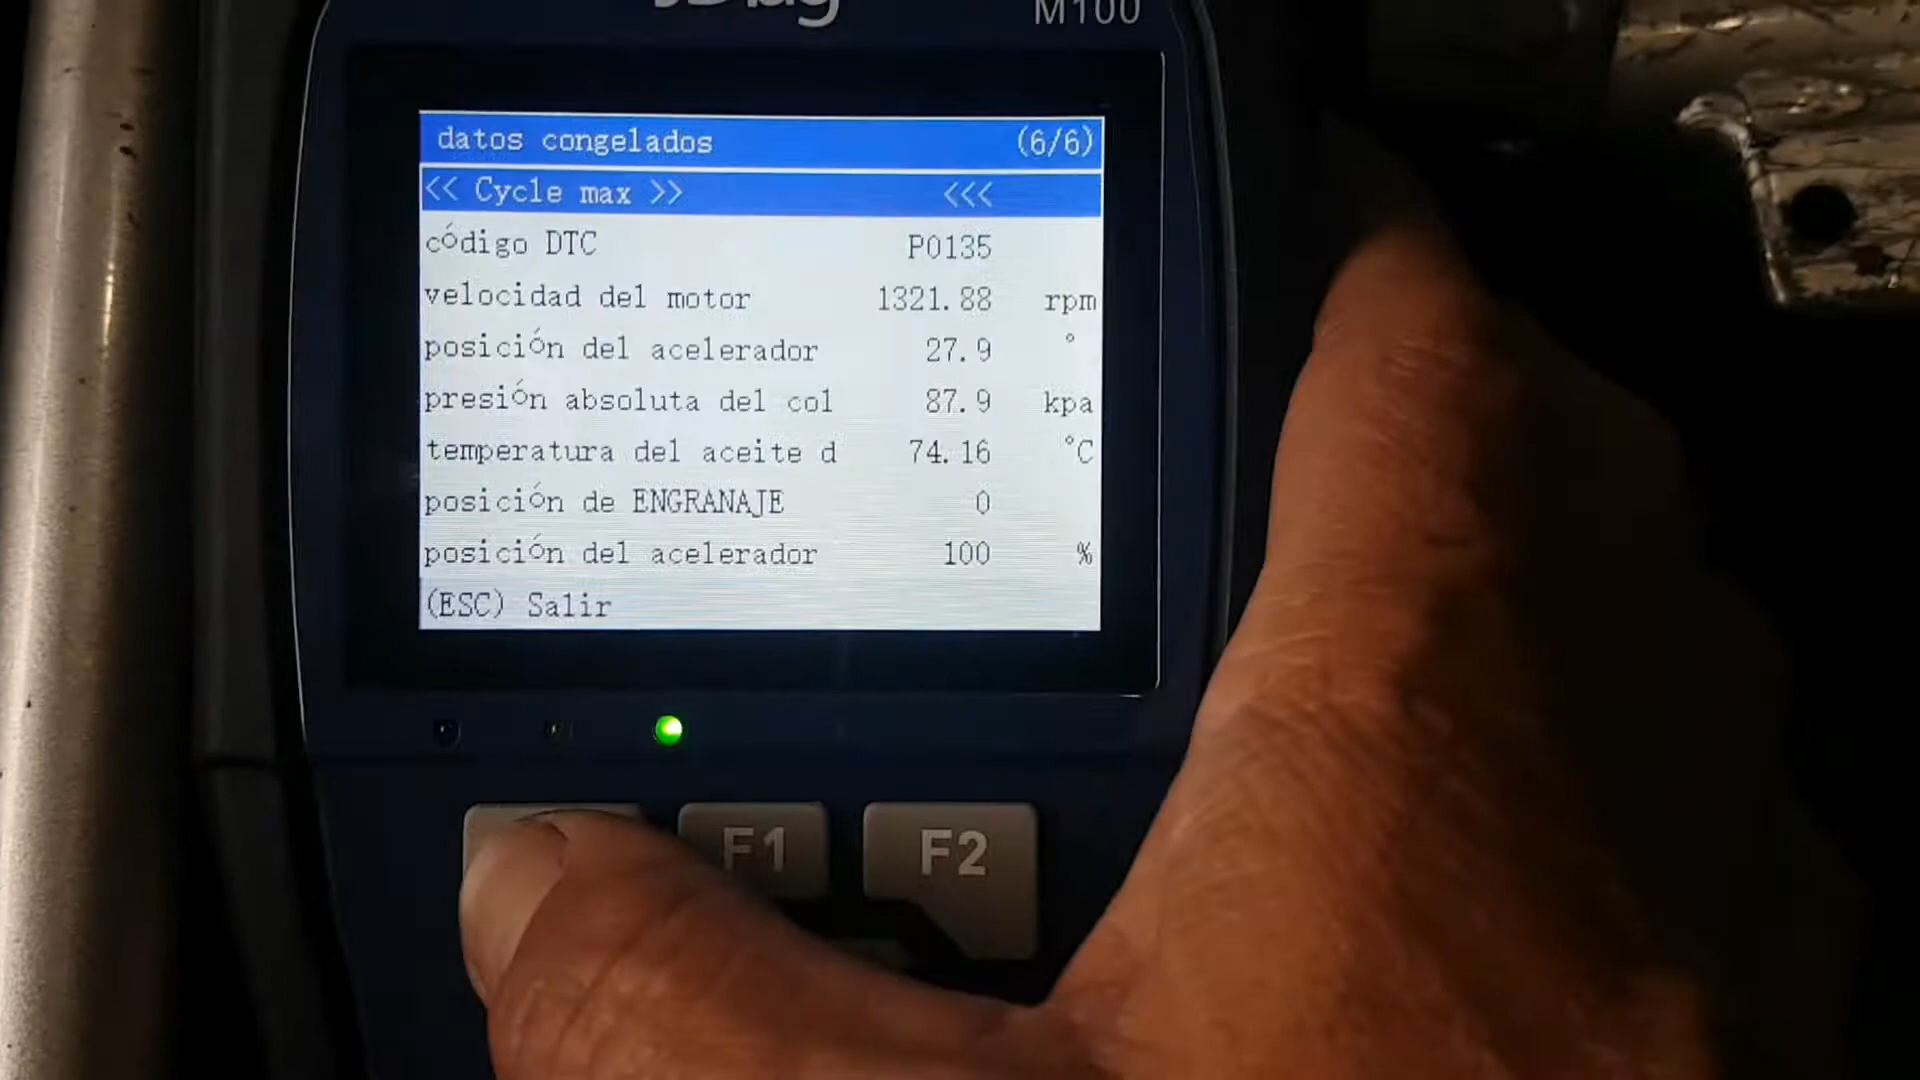 M100
datos congelados (6/6)
<< Cycle max >> <<<
código DTC P0135
velocidad del motor 1321.88 rpm
posición del acelerador 27.9 °
presión absoluta del col 87.9 kpa
temperatura del aceite d 74.16 °C
posición de ENGRANAJE 0
posición del acelerador 100 %
(ESC) Salir
F1 F2